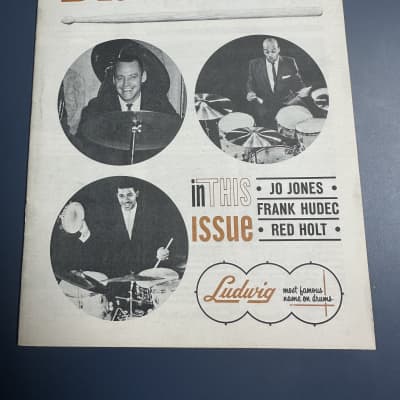 in THIS
ISSUE
• JO JONES •
FRANK HUDEC
• RED HOLT •
Ludwig
most famous
name on drums